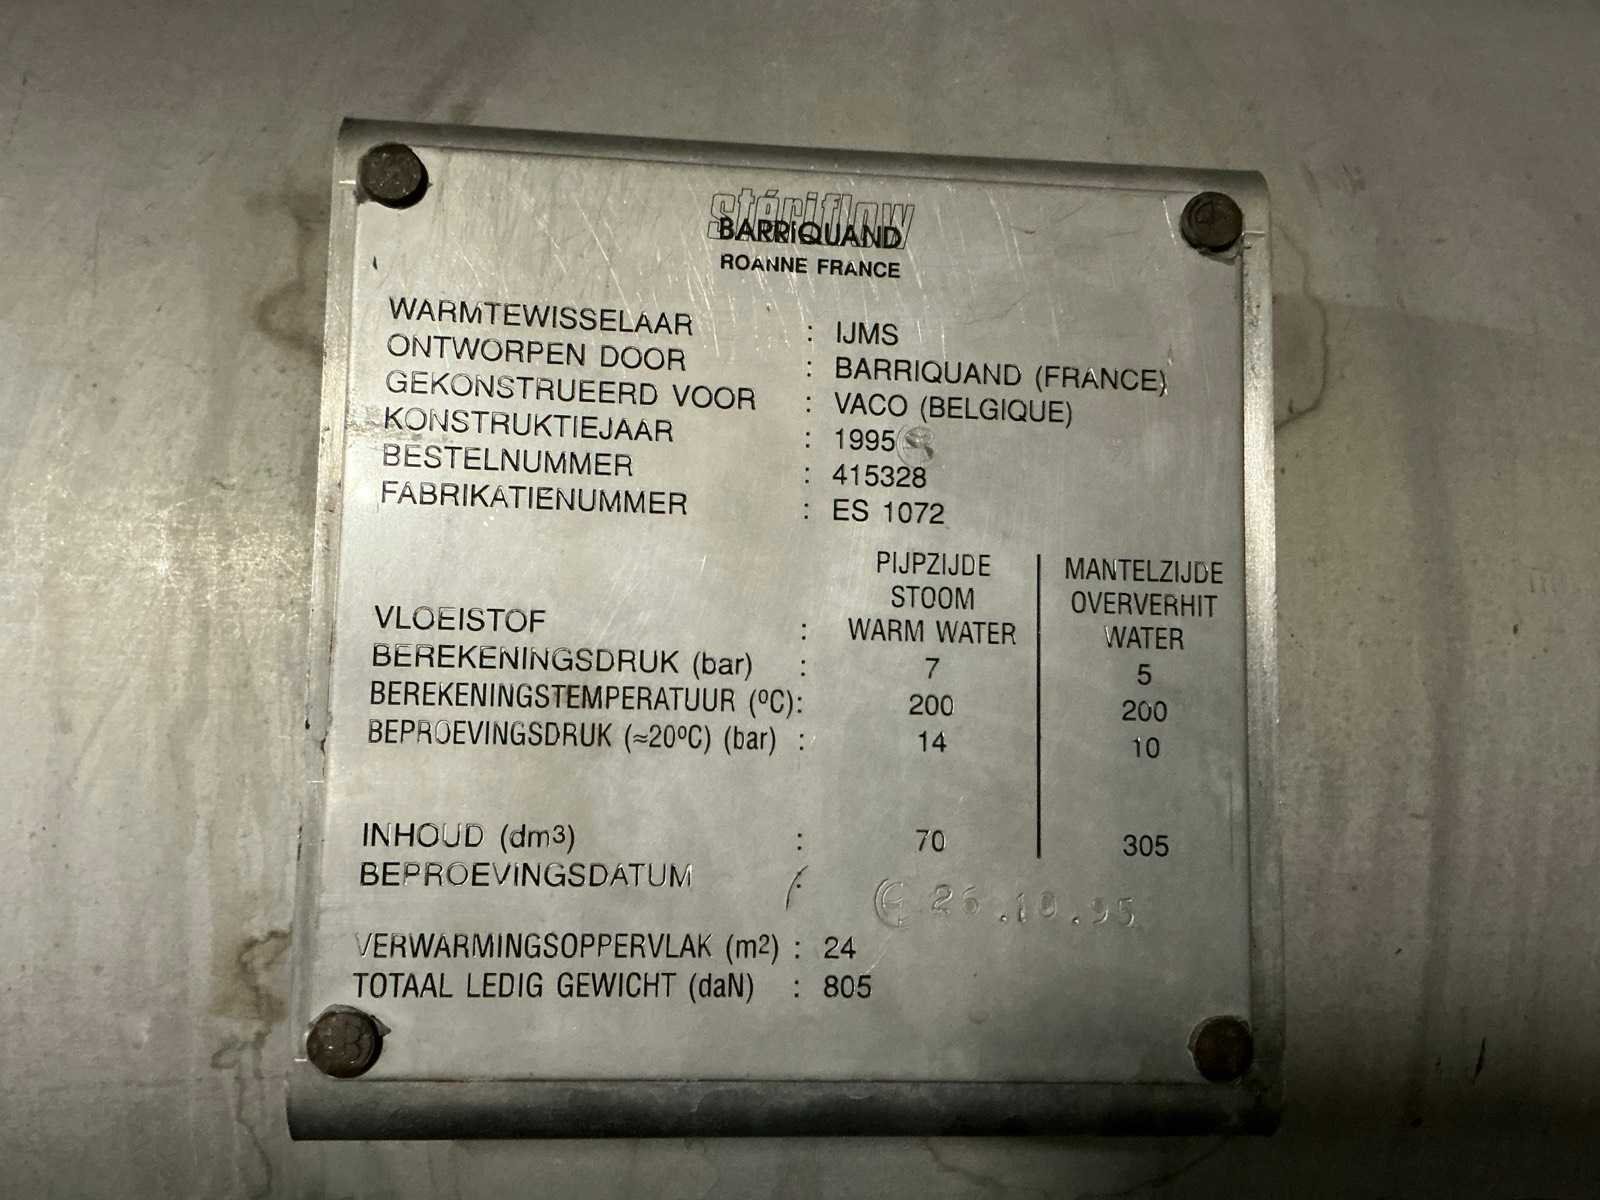 stériflow
BARRIQUAND
ROANNE FRANCE
WARMTEWISSELAAR : IJMS
ONTWORPEN DOOR : BARRIQUAND (FRANCE)
GEKONSTRUEERD VOOR : VACO (BELGIQUE)
KONSTRUKTIEJAAR : 1995
BESTELNUMMER : 415328
FABRIKATIENUMMER : ES 1072
PIJPZIJDE MANTELZIJDE
STOOM OVERVERHIT
VLOEISTOF : WARM WATER WATER
BEREKENINGSDRUK (bar) : 7 5
BEREKENINGSTEMPERATUUR (ºC): 200 200
BEPROEVINGSDRUK (≈20ºC) (bar) : 14 10
INHOUD (dm3) : 70 305
BEPROEVINGSDATUM : 26.10.95
VERWARMINGSOPPERVLAK (m2) : 24
TOTAAL LEDIG GEWICHT (daN) : 805